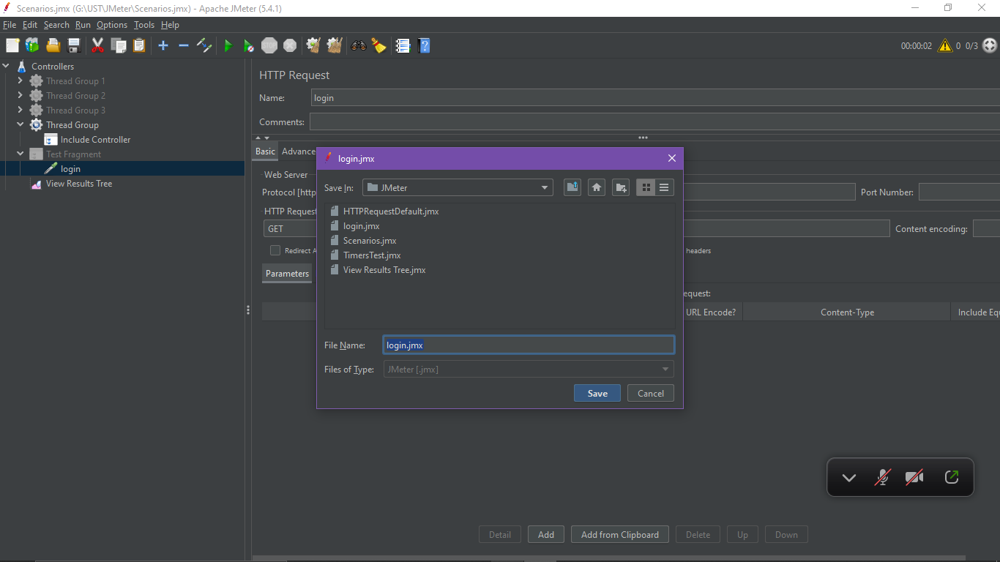 Scenarios.jmx (G:\UST\JMeter\Scenarios.jmx) - Apache JMeter (5.4.1)
File Edit Search Run Options Tools Help
STOP
00:00:02 0 0/3
Controllers
Thread Group 1
Thread Group 2
Thread Group 3
Thread Group
Include Controller
Test Fragment
login
View Results Tree
HTTP Request
Name: login
Comments:
Basic Advance
Web Server
Protocol [http Port Number:
HTTP Request
GET Content encoding:
Redirect A headers
Parameters
equest:
URL Encode? Content-Type Include Eq
login.jmx
Save In: JMeter
HTTPRequestDefault.jmx
login.jmx
Scenarios.jmx
TimersTest.jmx
View Results Tree.jmx
File Name: login.jmx
Files of Type: JMeter [.jmx]
Save Cancel
Detail Add Add from Clipboard Delete Up Down